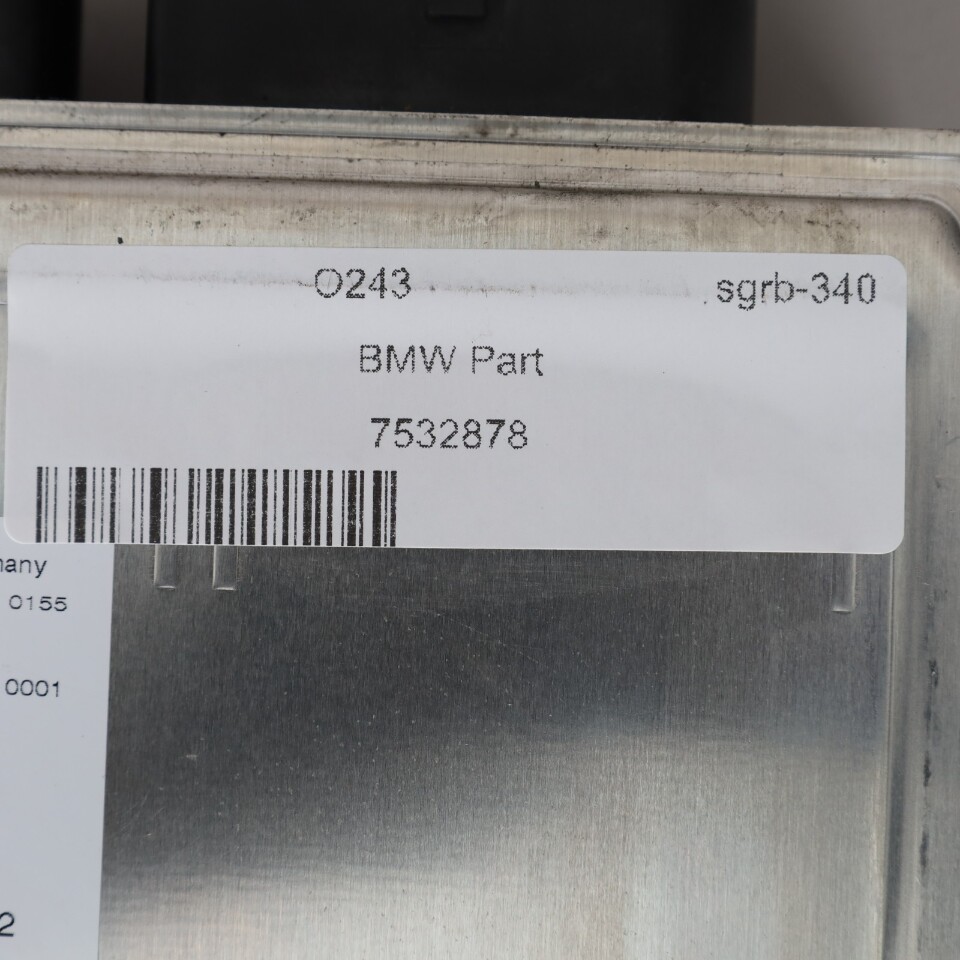 O243 sgrb-340
BMW Part
7532878
many
0155
0001
2